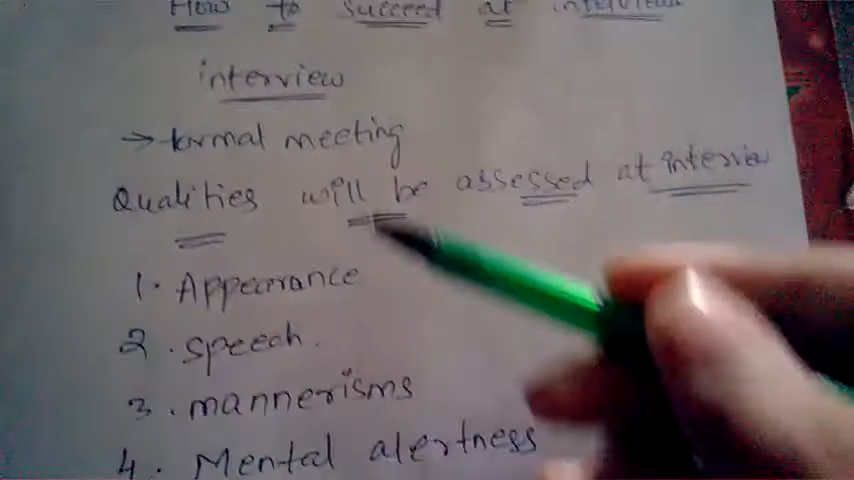 How to succeed at interview
interview
→ formal meeting
Qualities will be assessed at interview
1. Appearance
2. speech.
3. mannerisms
4. Mental alertness